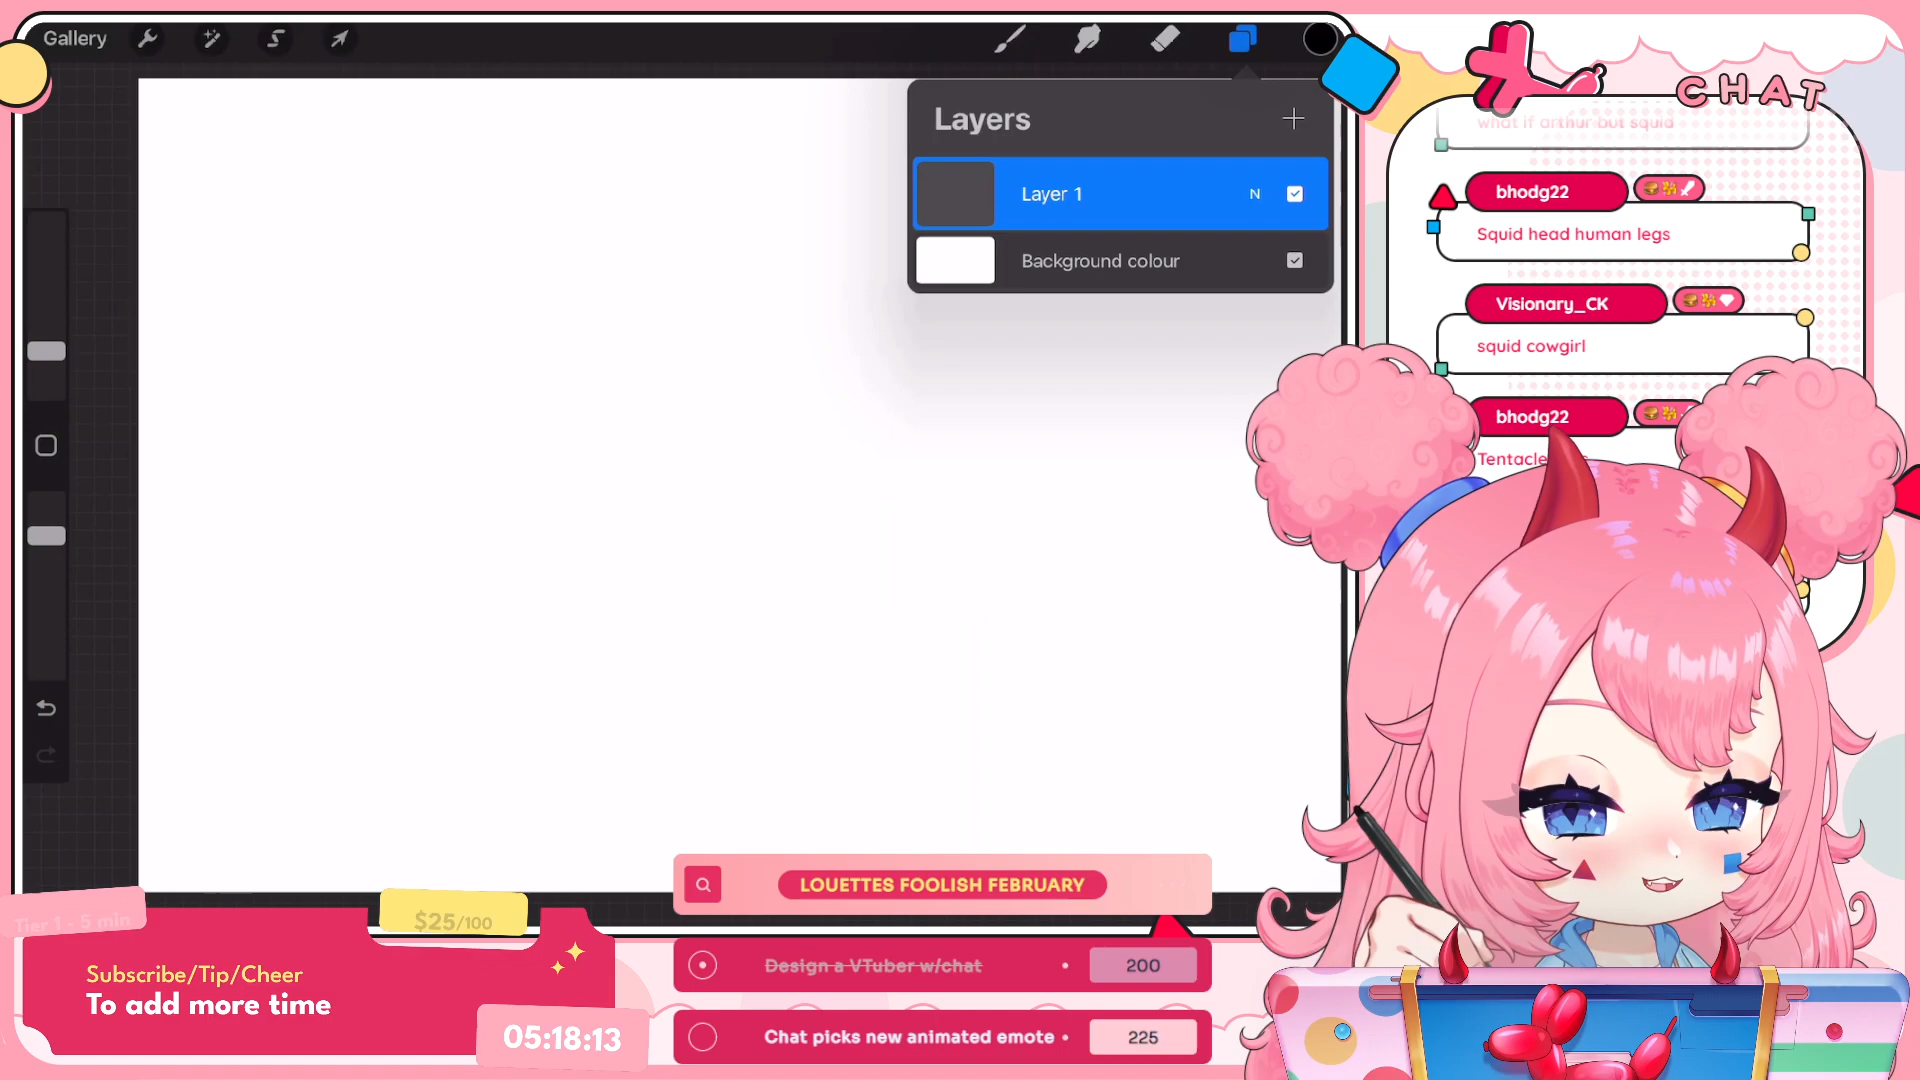 Gallery
Layers
Layer 1
N
Background colour
CHAT
what if arthur but squid
bhodg22
Squid head human legs
Visionary_CK
squid cowgirl
bhodg22
LOUETTES FOOLISH FEBRUARY
Design a VTuber w/chat • 200
Chat picks new animated emote • 225
Tier 1 - 5 min
$25/100
Subscribe/Tip/Cheer
To add more time
05:18:13